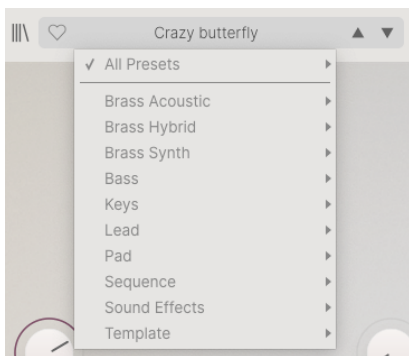 Crazy butterfly
All Presets
Brass Acoustic
Brass Hybrid
Brass Synth
Bass
Keys
Lead
Pad
Sequence
Sound Effects
Template